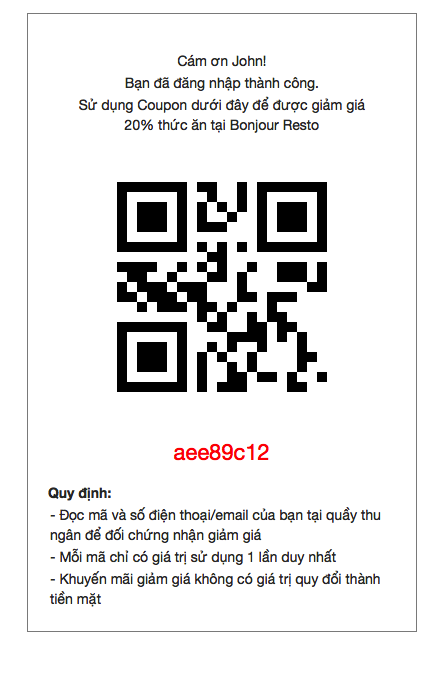 Cám ơn John!
Bạn đã đăng nhập thành công.
Sử dụng Coupon dưới đây để được giảm giá
20% thức ăn tại Bonjour Resto
aee89c12
Quy định:
- Đọc mã và số điện thoại/email của bạn tại quầy thu
ngân để đối chứng nhận giảm giá
- Mỗi mã chỉ có giá trị sử dụng 1 lần duy nhất
- Khuyến mãi giảm giá không có giá trị quy đổi thành
tiền mặt